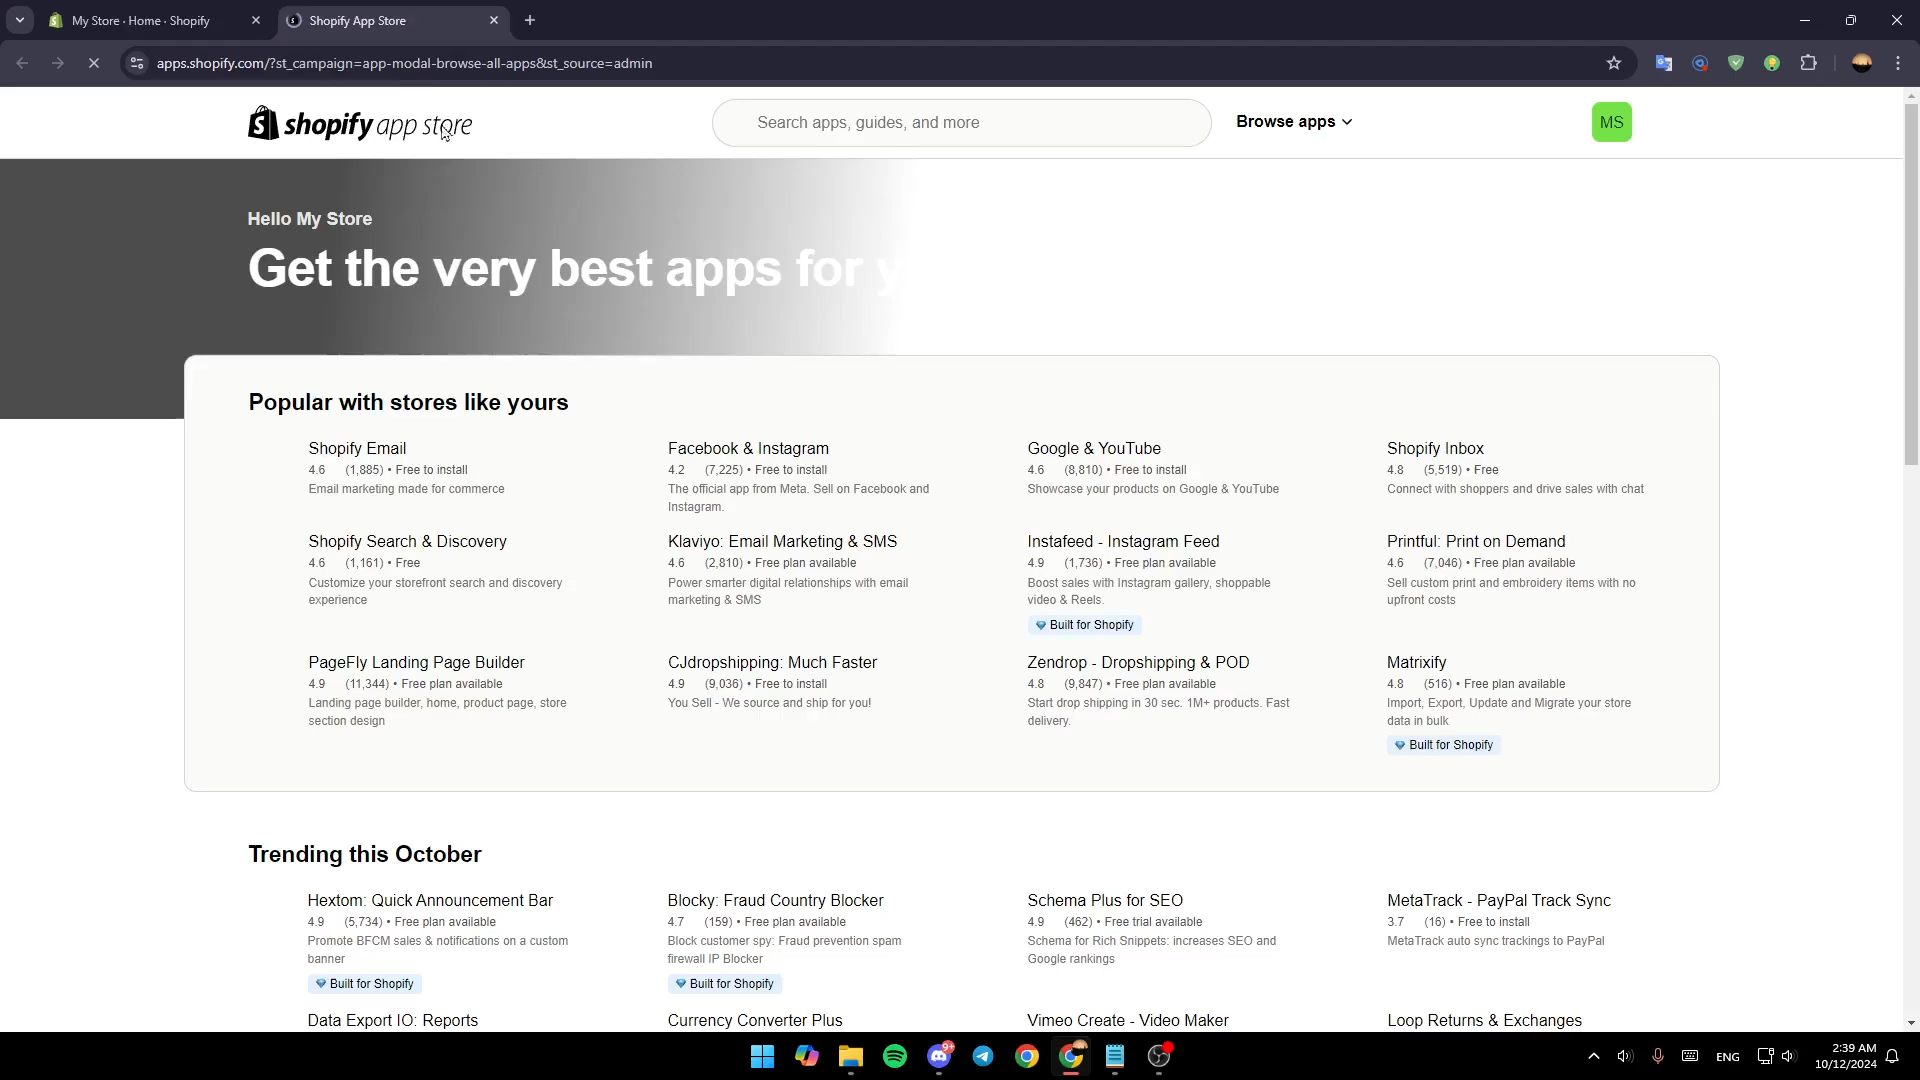 My Store · Home · Shopify
Shopify App Store
apps.shopify.com/?st_campaign=app-modal-browse-all-apps&st_source=admin
shopify app store
Search apps, guides, and more
Browse apps
MS
Hello My Store
Get the very best apps for y
Popular with stores like yours
Shopify Email
4.6 (1,885) • Free to install
Email marketing made for commerce
Facebook & Instagram
4.2 (7,225) • Free to install
The official app from Meta. Sell on Facebook and
Instagram.
Google & YouTube
4.6 (8,810) • Free to install
Showcase your products on Google & YouTube
Shopify Inbox
4.8 (5,519) • Free
Connect with shoppers and drive sales with chat
Shopify Search & Discovery
4.6 (1,161) • Free
Customize your storefront search and discovery
experience
Klaviyo: Email Marketing & SMS
4.6 (2,810) • Free plan available
Power smarter digital relationships with email
marketing & SMS
Instafeed - Instagram Feed
4.9 (1,736) • Free plan available
Boost sales with Instagram gallery, shoppable
video & Reels.
Built for Shopify
Printful: Print on Demand
4.6 (7,046) • Free plan available
Sell custom print and embroidery items with no
upfront costs
PageFly Landing Page Builder
4.9 (11,344) • Free plan available
Landing page builder, home, product page, store
section design
CJdropshipping: Much Faster
4.9 (9,036) • Free to install
You Sell - We source and ship for you!
Zendrop - Dropshipping & POD
4.8 (9,847) • Free plan available
Start drop shipping in 30 sec. 1M+ products. Fast
delivery.
Matrixify
4.8 (516) • Free plan available
Import, Export, Update and Migrate your store
data in bulk
Built for Shopify
Trending this October
Hextom: Quick Announcement Bar
4.9 (5,734) • Free plan available
Promote BFCM sales & notifications on a custom
banner
Built for Shopify
Blocky: Fraud Country Blocker
4.7 (159) • Free plan available
Block customer spy: Fraud prevention spam
firewall IP Blocker
Built for Shopify
Schema Plus for SEO
4.9 (462) • Free trial available
Schema for Rich Snippets: increases SEO and
Google rankings
MetaTrack - PayPal Track Sync
3.7 (16) • Free to install
MetaTrack auto sync trackings to PayPal
Data Export IO: Reports
Currency Converter Plus
Vimeo Create - Video Maker
Loop Returns & Exchanges
9+
ENG
2:39 AM
10/12/2024